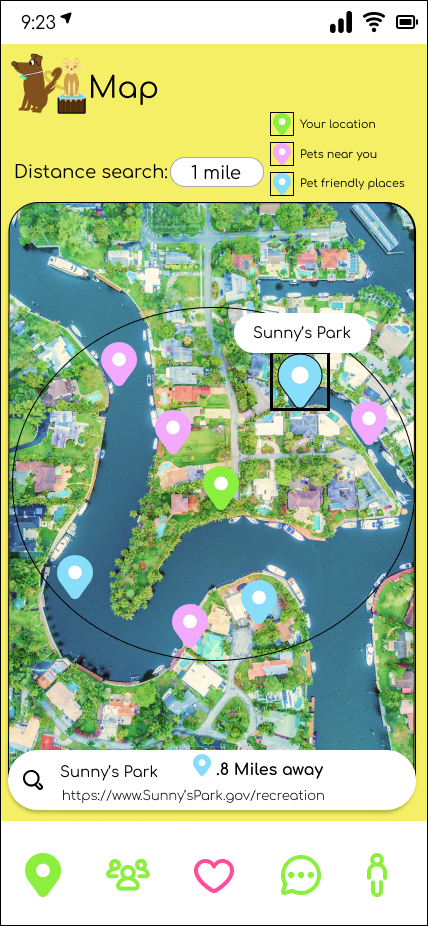 9:23
Map
Your location
Pets near you
Distance search: 1 mile
Pet friendly places
Sunny's Park
Sunny's Park .8 Miles away
https://www.Sunny'sPark.gov/recreation